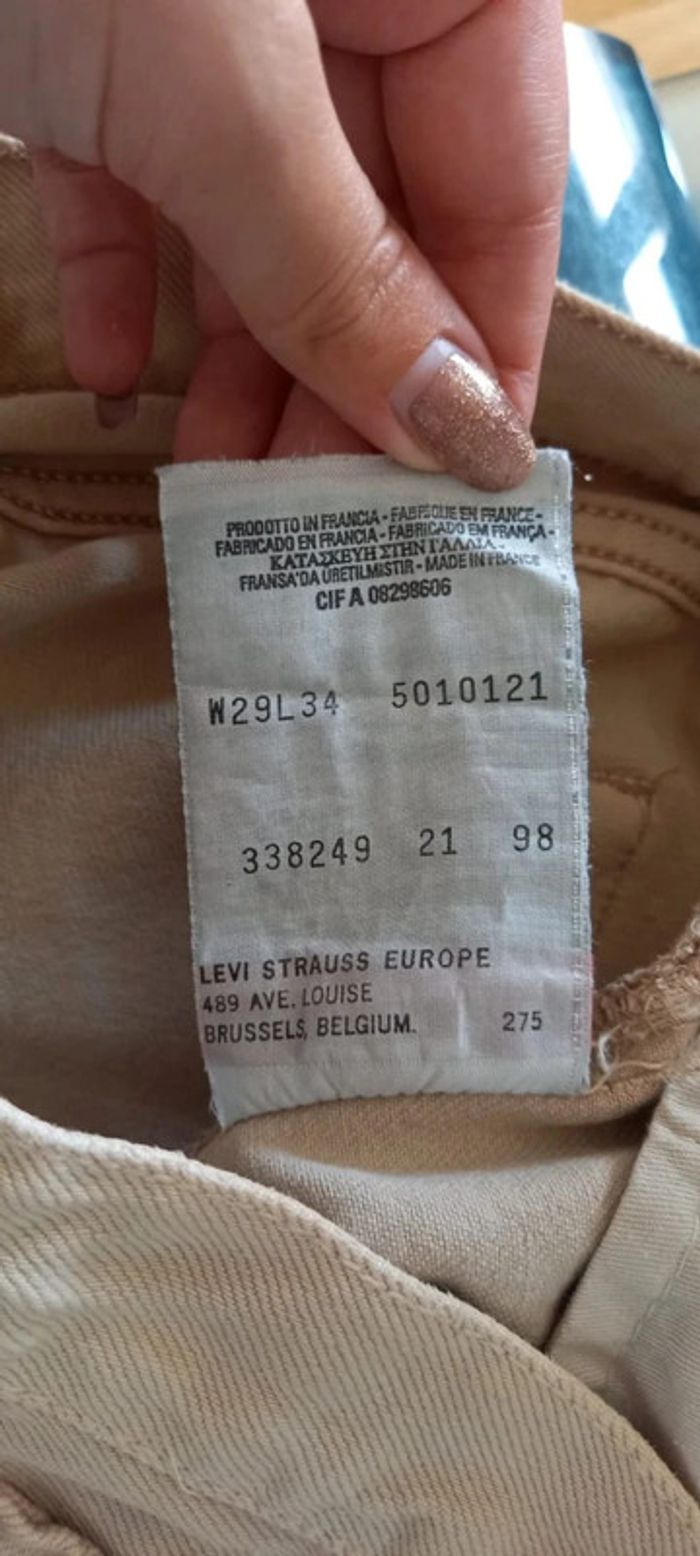 PRODOTTO IN FRANCIA - FABRIQUE EN FRANCE -
FABRICADO EN FRANCIA - FABRICADO EM FRANÇA -
ΚΑΤΑΣΚΕΥΗ ΣΤΗΝ ΓΑΛΛΙΑ -
FRANSA'DA ÜRETILMISTIR - MADE IN FRANCE
CIF A 08298606
W29L34 5010121
338249 21 98
LEVI STRAUSS EUROPE
489 AVE. LOUISE
BRUSSELS, BELGIUM. 275